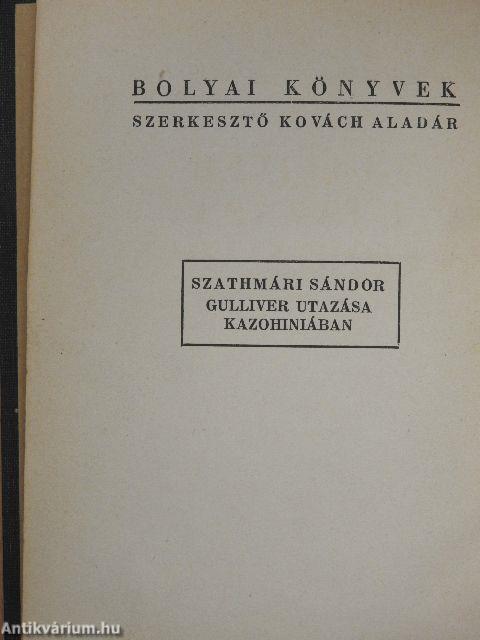 BOLYAI KÖNYVEK
SZERKESZTŐ KOVÁCH ALADÁR
SZATHMÁRI SÁNDOR
GULLIVER UTAZÁSA
KAZOHINIÁBAN
Antikvárium.hu